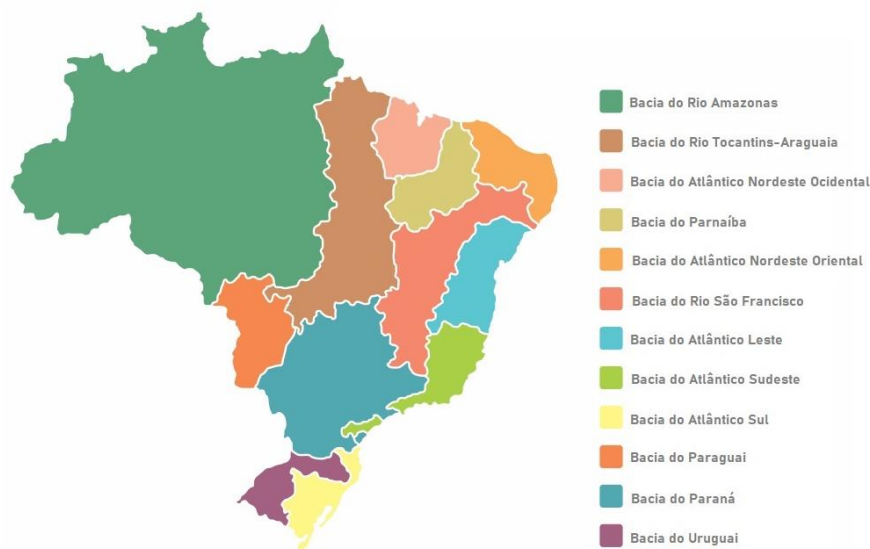 Bacia do Rio Amazonas
Bacia do Rio Tocantins-Araguaia
Bacia do Atlântico Nordeste Ocidental
Bacia do Parnaíba
Bacia do Atlântico Nordeste Oriental
Bacia do Rio São Francisco
Bacia do Atlântico Leste
Bacia do Atlântico Sudeste
Bacia do Atlântico Sul
Bacia do Paraguai
Bacia do Paraná
Bacia do Uruguai